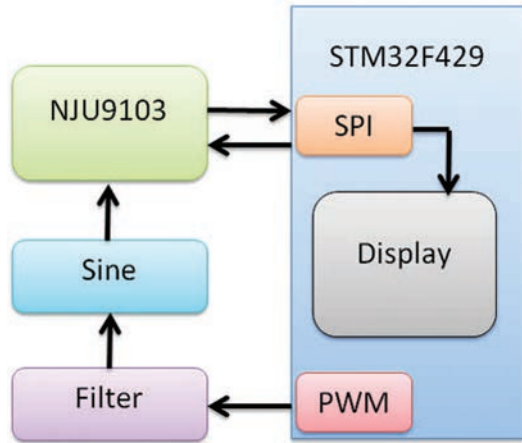 STM32F429
NJU9103
SPI
Display
Sine
Filter
PWM